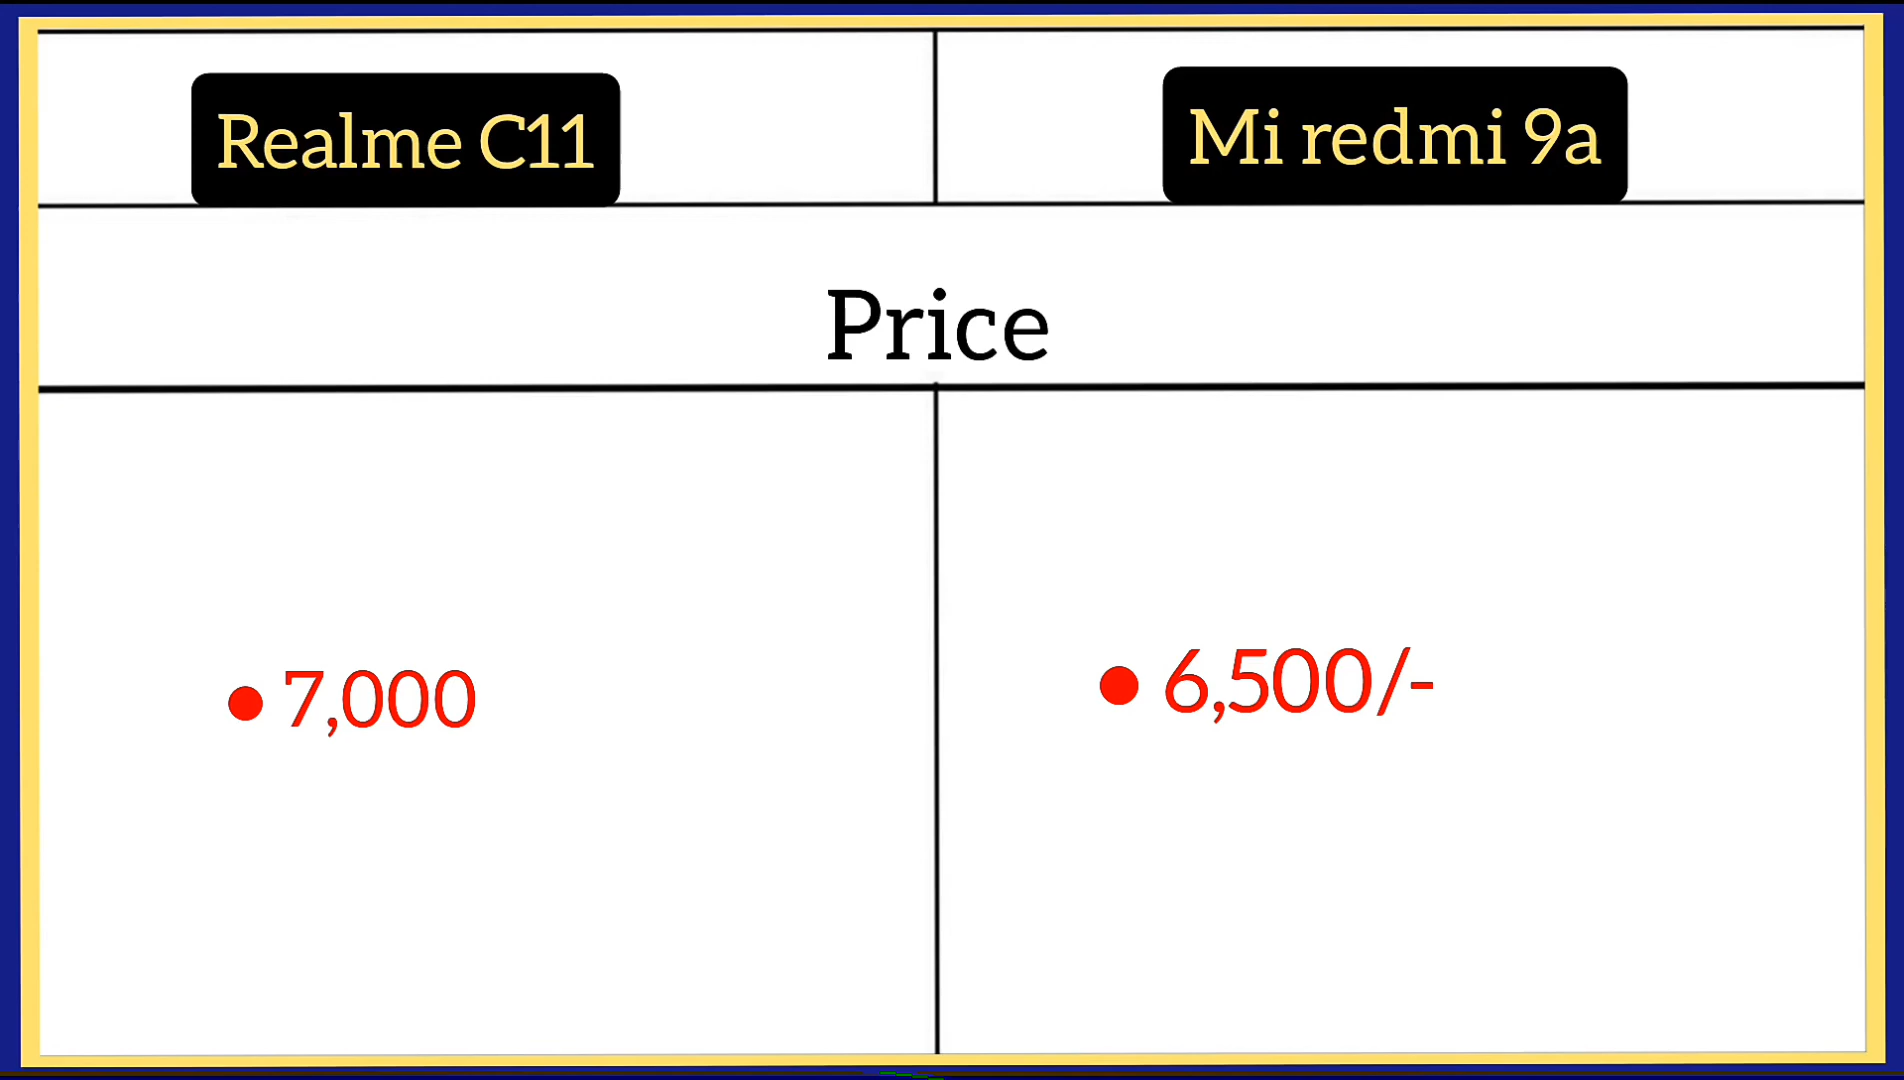 Realme C11
Mi redmi 9a
Price
• 7,000
• 6,500/-